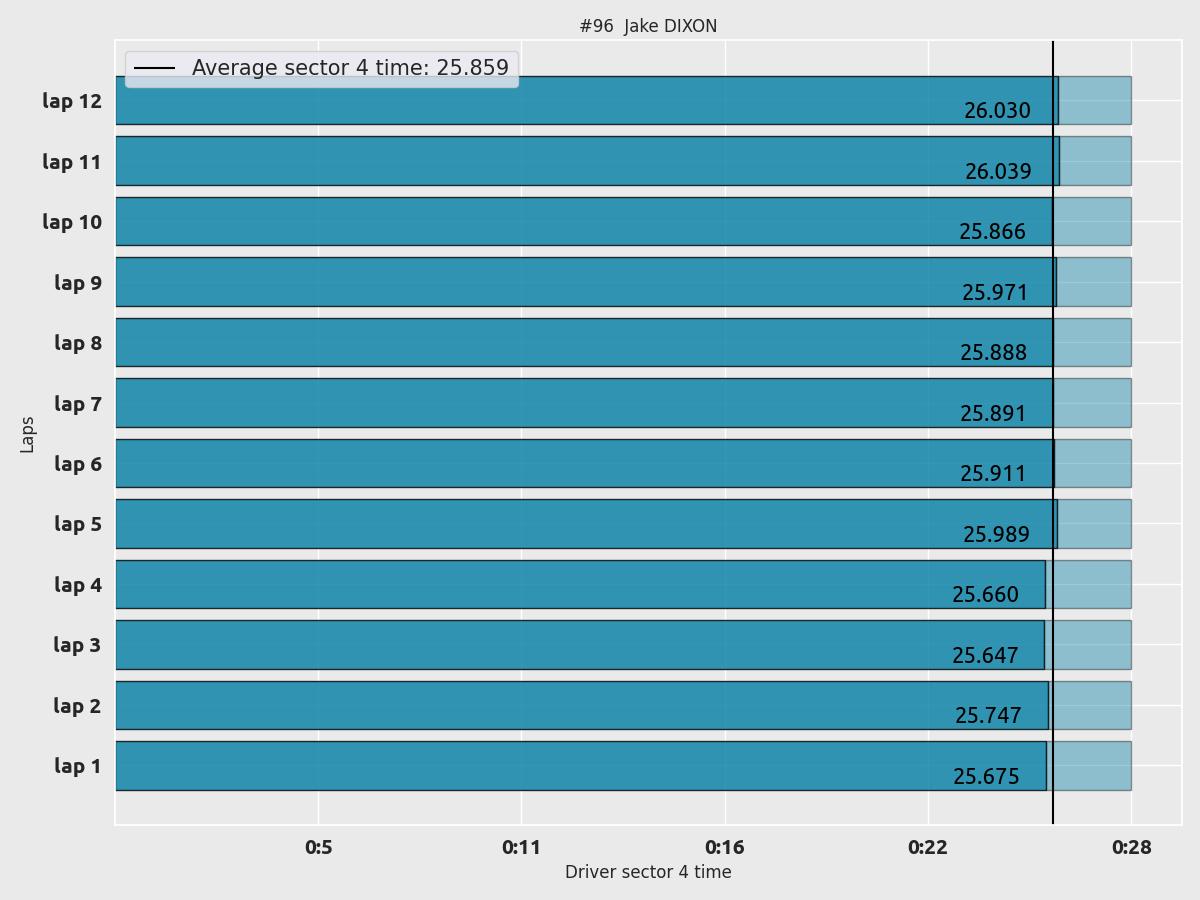 #96  Jake DIXON
Average sector 4 time: 25.859
lap 12
26.030
lap 11
26.039
lap 10
25.866
lap 9
25.971
lap 8
25.888
lap 7
25.891
lap 6
25.911
lap 5
25.989
lap 4
25.660
lap 3
25.647
lap 2
25.747
lap 1
25.675
Laps
0:5 0:11 0:16 0:22 0:28
Driver sector 4 time